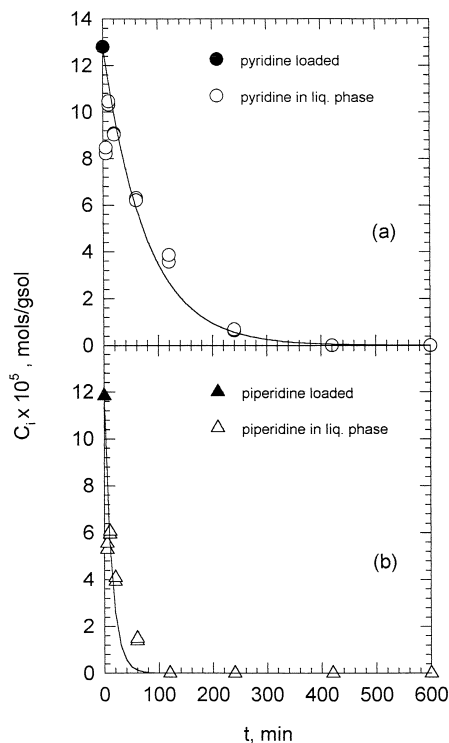 14
12
10
8
6
4
2
0
● pyridine loaded
○ pyridine in liq. phase
(a)
C_i x 10^5 , mols/gsol
12
10
8
6
4
2
0
▲ piperidine loaded
△ piperidine in liq. phase
(b)
0 100 200 300 400 500 600
t, min